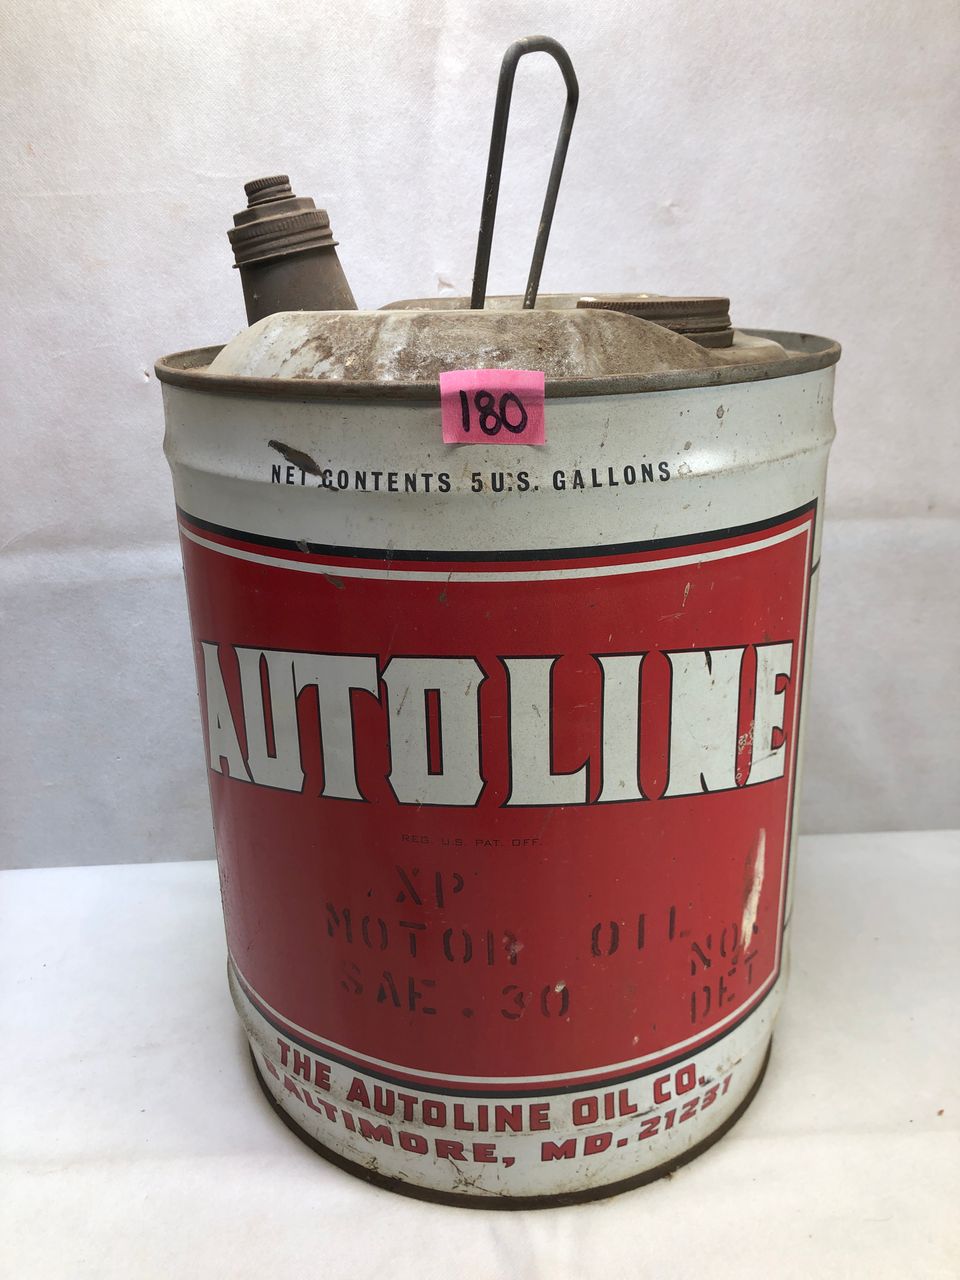 180
NET CONTENTS 5 U.S. GALLONS
AUTOLINE
REG. U.S. PAT. OFF.
XP
MOTOR OIL NON
SAE. 30 DET
THE AUTOLINE OIL CO.
BALTIMORE, MD. 21231